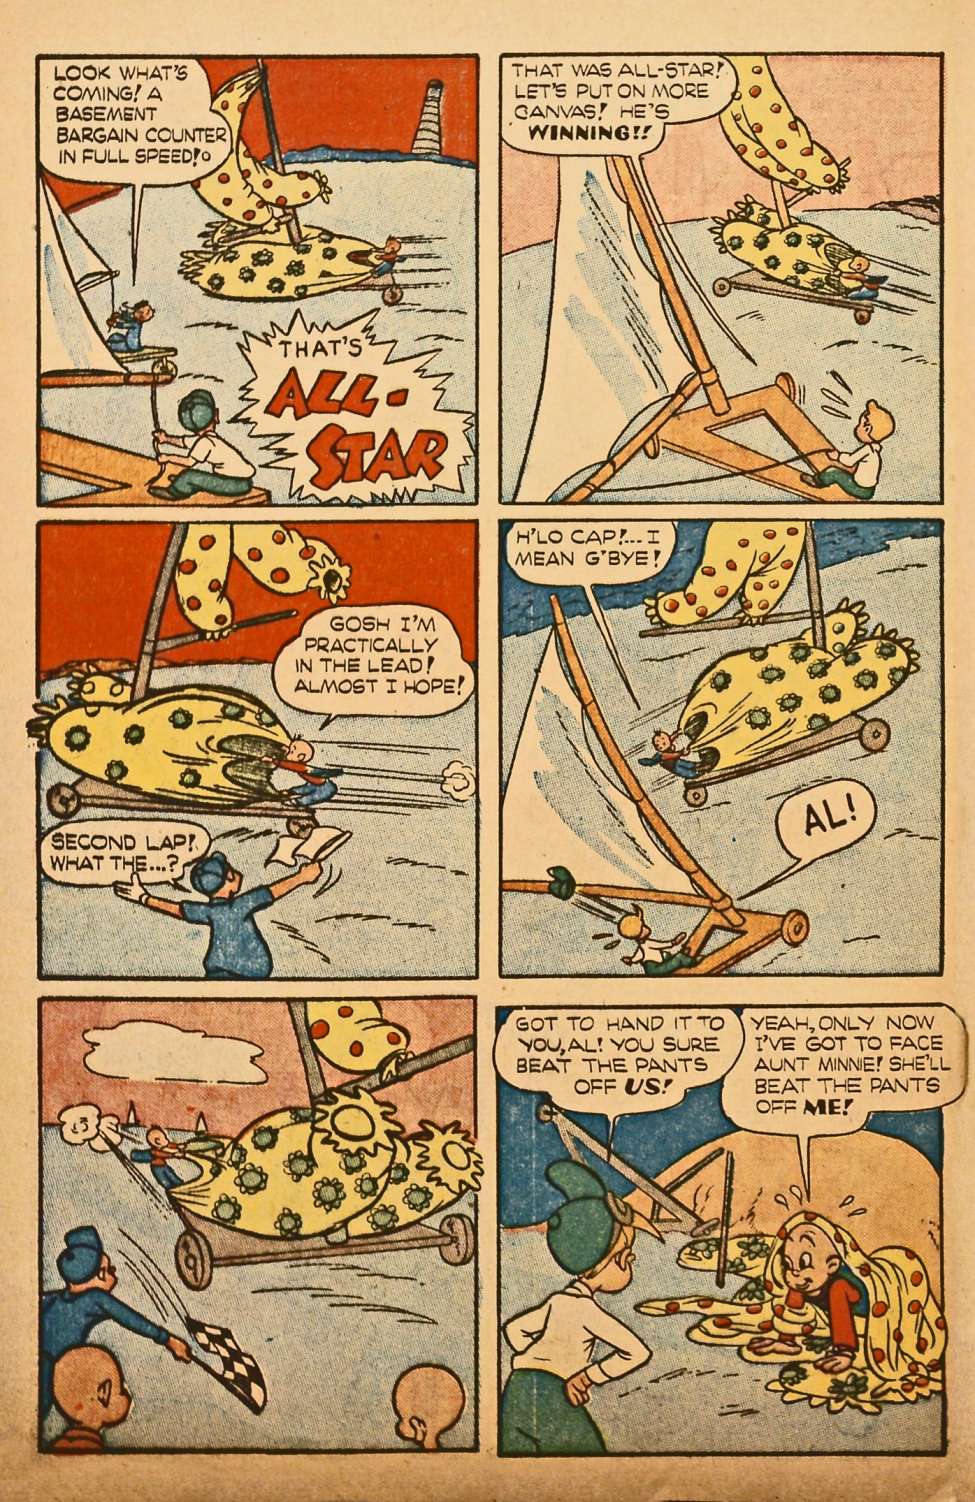 LOOK WHAT'S
COMING! A
BASEMENT
BARGAIN COUNTER
IN FULL SPEED!
THAT'S
ALL-
STAR
THAT WAS ALL-STAR!
LET'S PUT ON MORE
CANVAS! HE'S
WINNING!!
GOSH I'M
PRACTICALLY
IN THE LEAD!
ALMOST I HOPE!
SECOND LAP!
WHAT THE...?
H'LO CAP!... I
MEAN G'BYE!
AL!
GOT TO HAND IT TO
YOU, AL! YOU SURE
BEAT THE PANTS
OFF US!
YEAH, ONLY NOW
I'VE GOT TO FACE
AUNT MINNIE! SHE'LL
BEAT THE PANTS
OFF ME!